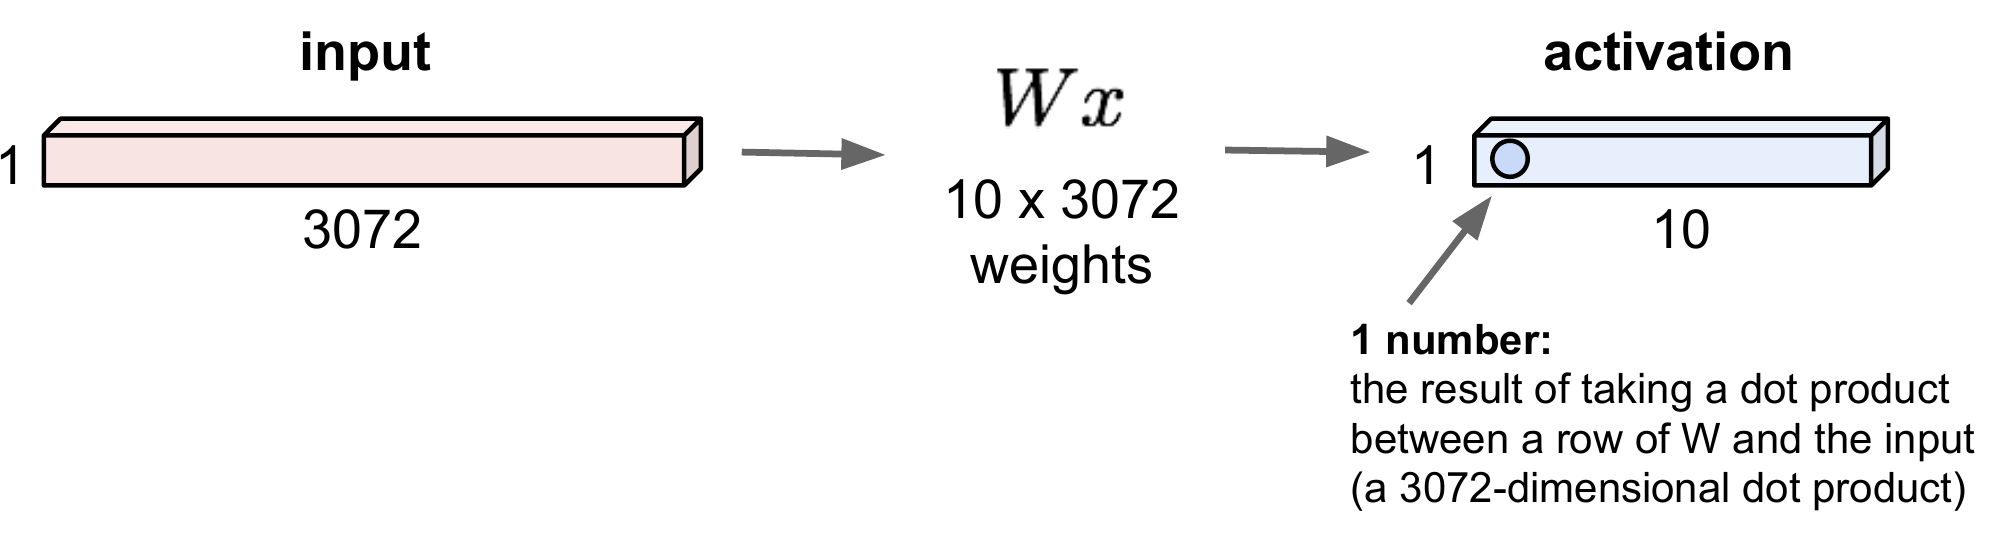 input
1
3072
Wx
10 x 3072
weights
activation
1
10
1 number:
the result of taking a dot product
between a row of W and the input
(a 3072-dimensional dot product)